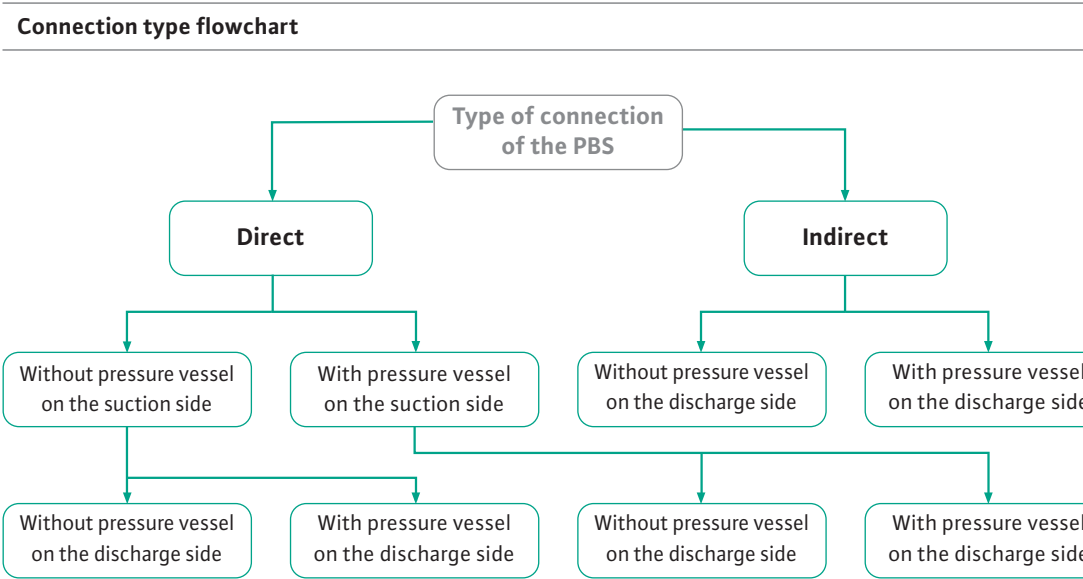 Connection type flowchart
Type of connection
of the PBS
Direct
Indirect
Without pressure vessel
on the suction side
With pressure vessel
on the suction side
Without pressure vessel
on the discharge side
With pressure vessel
on the discharge side
Without pressure vessel
on the discharge side
With pressure vessel
on the discharge side
Without pressure vessel
on the discharge side
With pressure vessel
on the discharge side